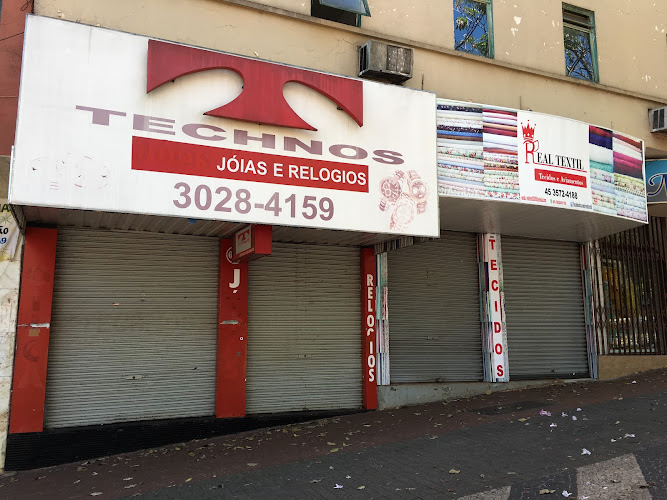 TECHNOS
JÓIAS E RELOGIOS
3028-4159
REAL TEXTIL
Tecidos e Aviamentos
45 3572-4188
J
RELOGIOS
TECIDOS